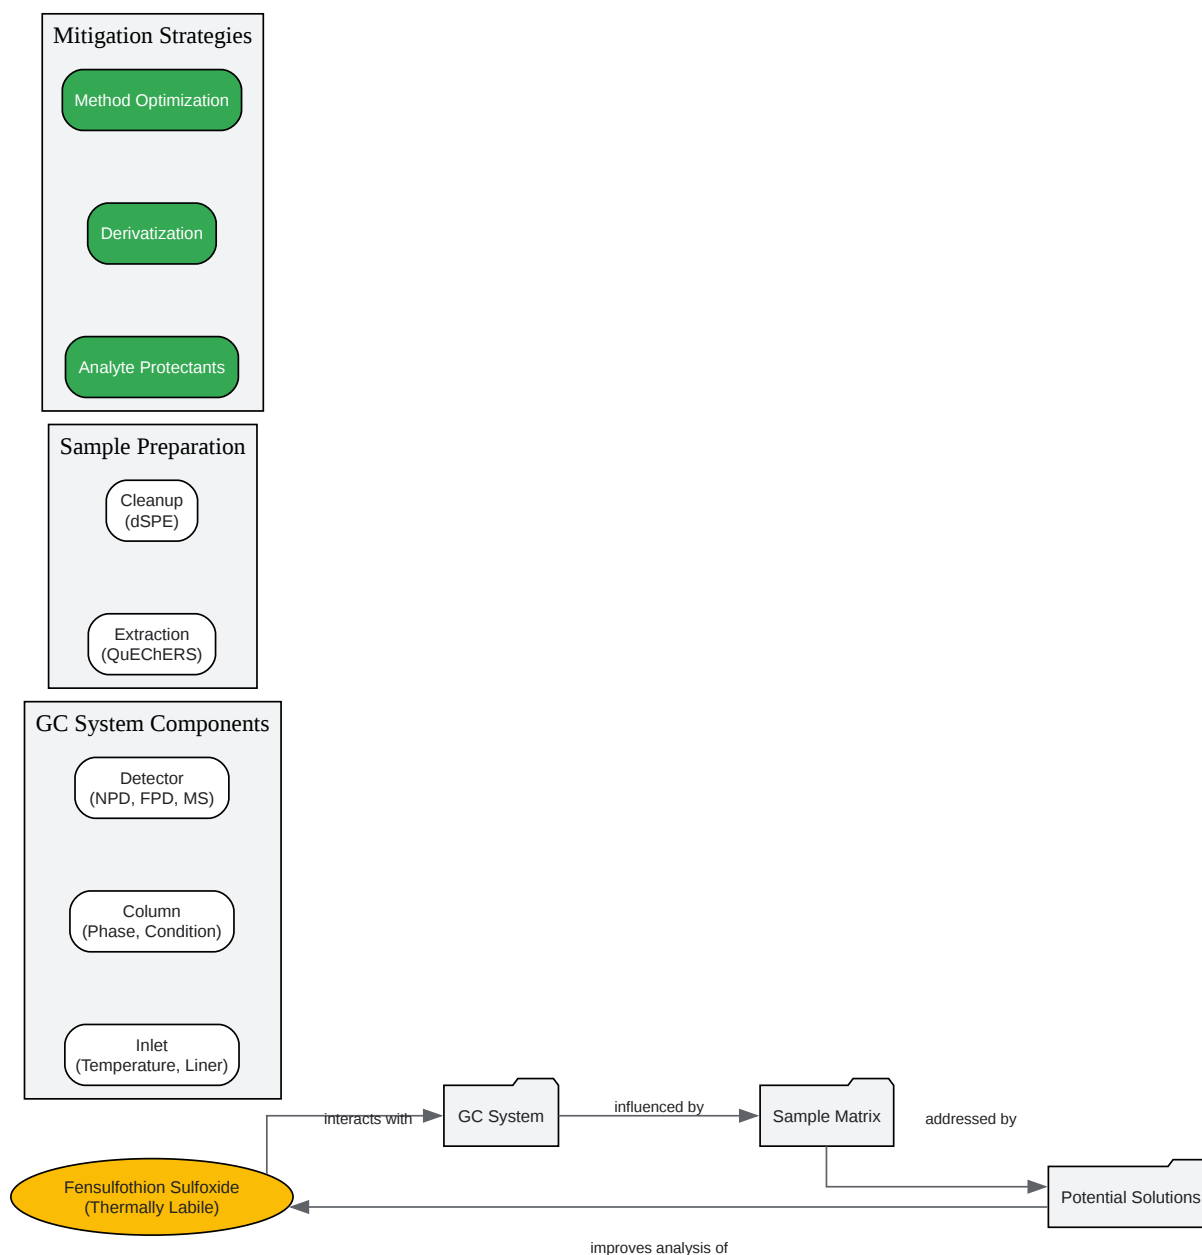 Mitigation Strategies
Method Optimization
Derivatization
Analyte Protectants
Sample Preparation
Cleanup
(dSPE)
Extraction
(QuEChERS)
GC System Components
Detector
(NPD, FPD, MS)
Column
(Phase, Condition)
Inlet
(Temperature, Liner)
interacts with
GC System
influenced by
Sample Matrix
addressed by
Fensulfothion Sulfoxide
(Thermally Labile)
Potential Solutions
improves analysis of